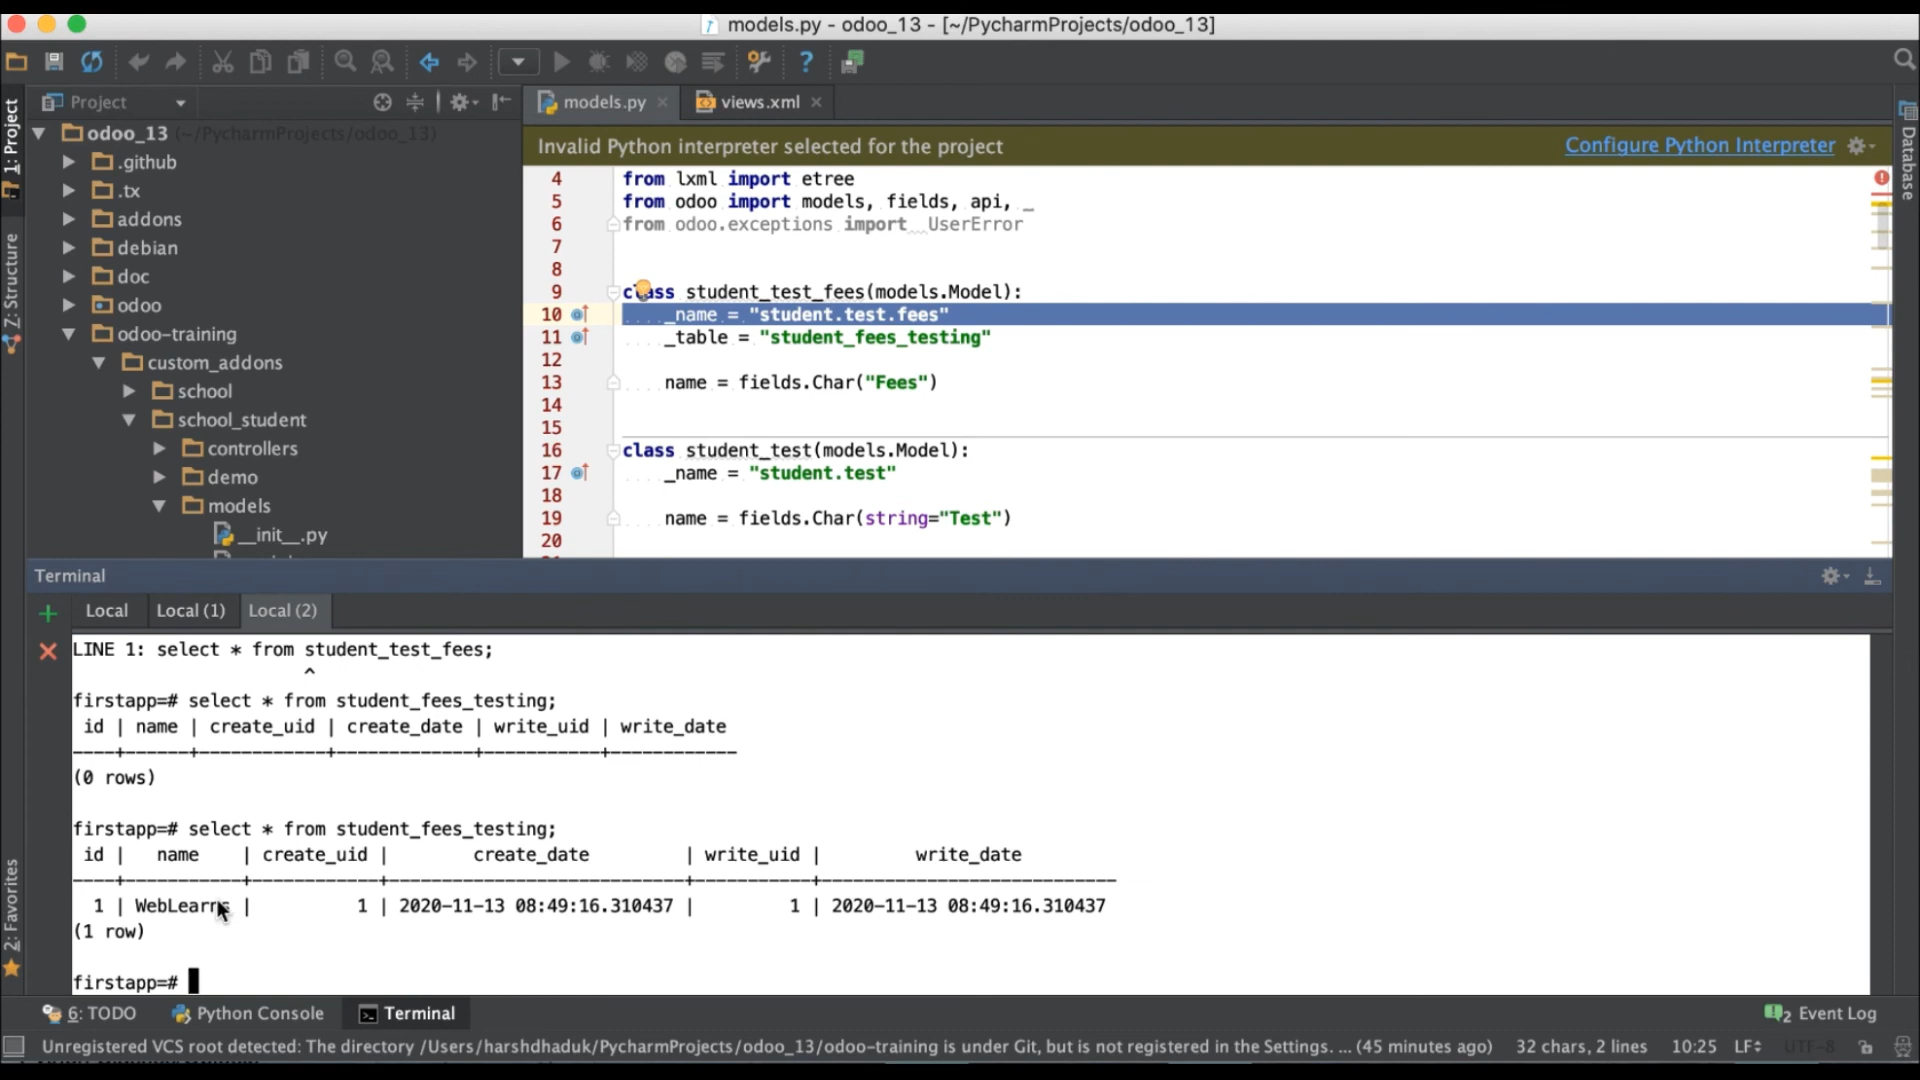 models.py - odoo_13 - [~/PycharmProjects/odoo_13]
Project
models.py
views.xml
1: Project
Z: Structure
2: Favorites
Database
odoo_13 (~/PycharmProjects/odoo_13)
.github
.tx
addons
debian
doc
odoo
odoo-training
custom_addons
school
school_student
controllers
demo
models
__init__.py
Invalid Python interpreter selected for the project
Configure Python Interpreter
4 from lxml import etree
5 from odoo import models, fields, api, _
6 from odoo.exceptions import UserError
7
8
9 class student_test_fees(models.Model):
10 _name = "student.test.fees"
11 _table = "student_fees_testing"
12
13 name = fields.Char("Fees")
14
15
16 class student_test(models.Model):
17 _name = "student.test"
18
19 name = fields.Char(string="Test")
20
Terminal
Local
Local (1)
Local (2)
LINE 1: select * from student_test_fees;
^
firstapp=# select * from student_fees_testing;
id | name | create_uid | create_date | write_uid | write_date
----+------+------------+-------------+-----------+------------
(0 rows)
firstapp=# select * from student_fees_testing;
id | name | create_uid | create_date | write_uid | write_date
----+-----------+------------+----------------------------+-----------+----------------------------
1 | WebLearns | 1 | 2020-11-13 08:49:16.310437 | 1 | 2020-11-13 08:49:16.310437
(1 row)
firstapp=#
6: TODO
Python Console
Terminal
2 Event Log
Unregistered VCS root detected: The directory /Users/harshdhaduk/PycharmProjects/odoo_13/odoo-training is under Git, but is not registered in the Settings. ... (45 minutes ago)
32 chars, 2 lines
10:25
LF
UTF-8